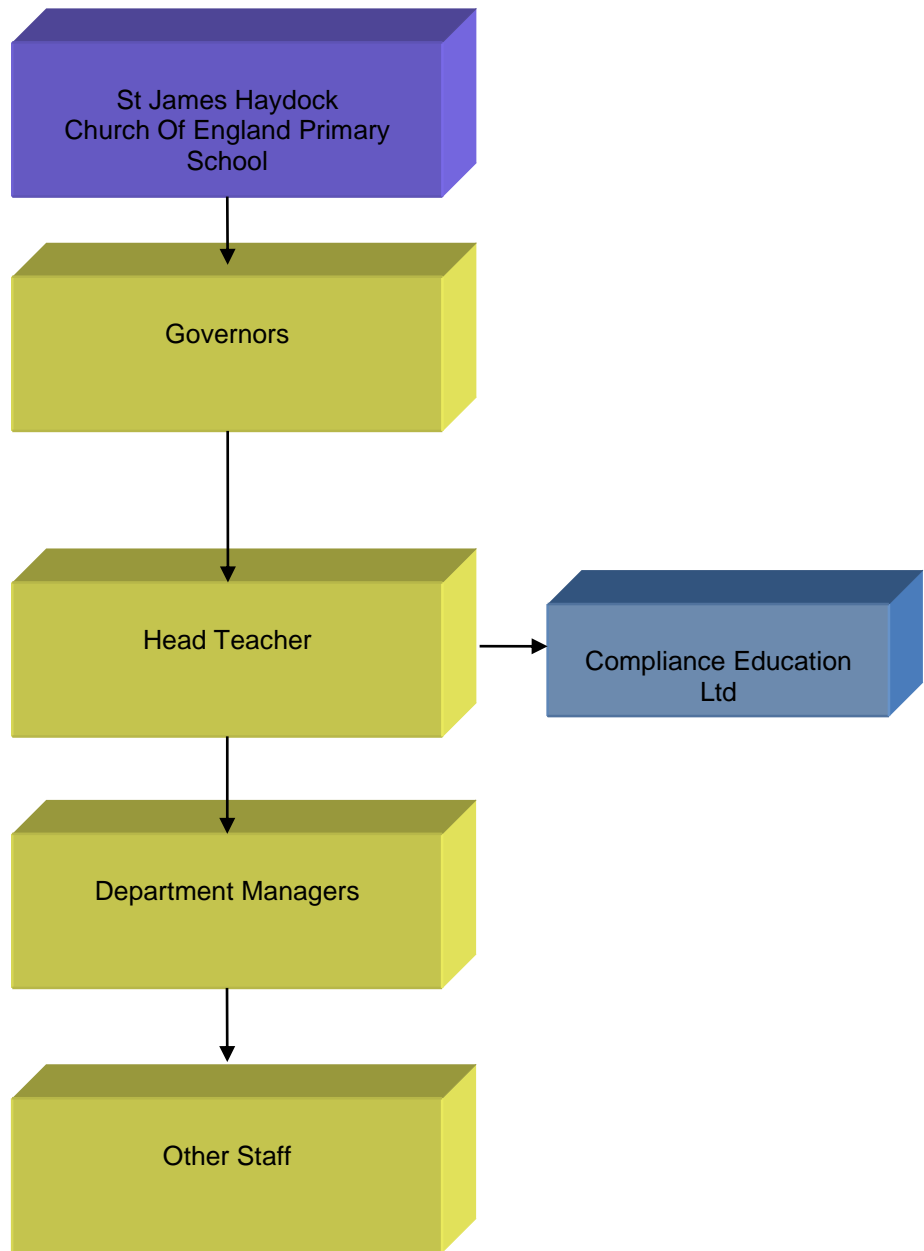 St James Haydock
Church Of England Primary
School
Governors
Head Teacher
Compliance Education
Ltd
Department Managers
Other Staff